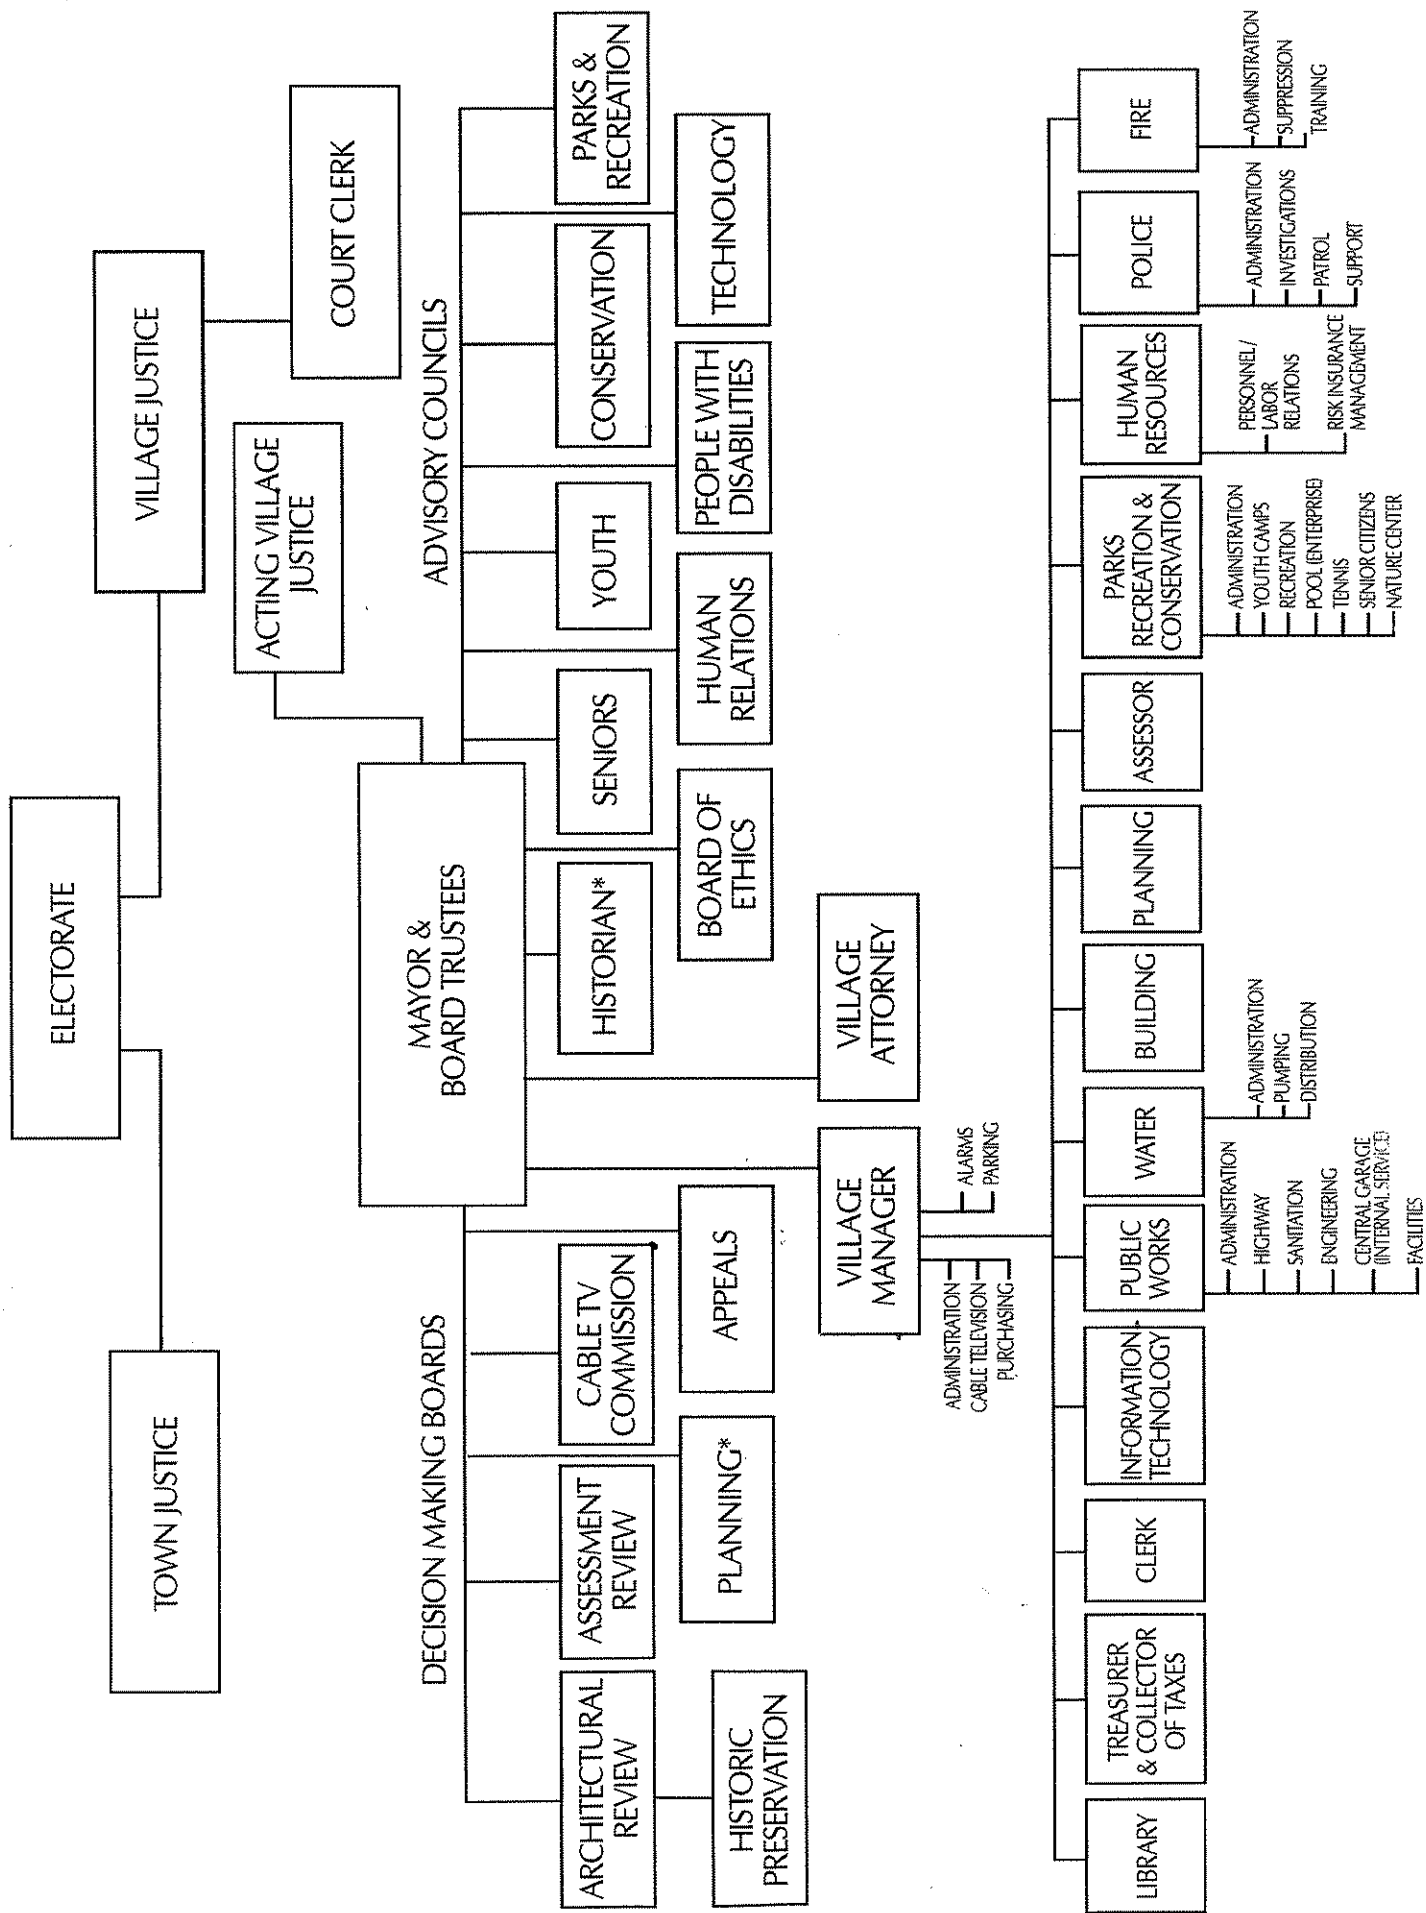 ELECTORATE
TOWN JUSTICE
VILLAGE JUSTICE
COURT CLERK
ACTING VILLAGE
JUSTICE
MAYOR &
BOARD TRUSTEES
DECISION MAKING BOARDS
ADVISORY COUNCILS
ARCHITECTURAL
REVIEW
ASSESSMENT
REVIEW
CABLE TV
COMMISSION
HISTORIAN*
SENIORS
YOUTH
CONSERVATION
PARKS &
RECREATION
HISTORIC
PRESERVATION
PLANNING*
APPEALS
BOARD OF
ETHICS
HUMAN
RELATIONS
PEOPLE WITH
DISABILITIES
TECHNOLOGY
VILLAGE
MANAGER
VILLAGE
ATTORNEY
ADMINISTRATION
CABLE TELEVISION
PURCHASING
ALARMS
PARKING
LIBRARY
TREASURER
& COLLECTOR
OF TAXES
CLERK
INFORMATION
TECHNOLOGY
PUBLIC
WORKS
WATER
BUILDING
PLANNING
ASSESSOR
PARKS
RECREATION &
CONSERVATION
HUMAN
RESOURCES
POLICE
FIRE
ADMINISTRATION
HIGHWAY
SANITATION
ENGINEERING
CENTRAL GARAGE
(INTERNAL SERVICE)
FACILITIES
ADMINISTRATION
PUMPING
DISTRIBUTION
ADMINISTRATION
YOUTH CAMPS
RECREATION
POOL (ENTERPRISE)
TENNIS
SENIOR CITIZENS
NATURE CENTER
PERSONNEL/
LABOR
RELATIONS
RISK INSURANCE
MANAGEMENT
ADMINISTRATION
INVESTIGATIONS
PATROL
SUPPORT
ADMINISTRATION
SUPPRESSION
TRAINING